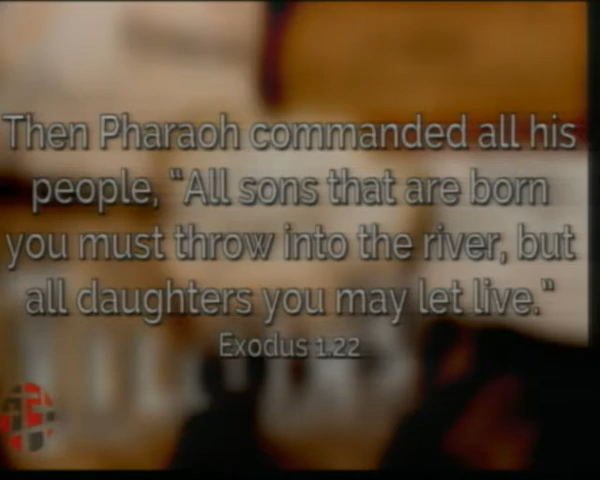 Then Pharaoh commanded all his
people, "All sons that are born
you must throw into the river, but
all daughters you may let live."
Exodus 1.22